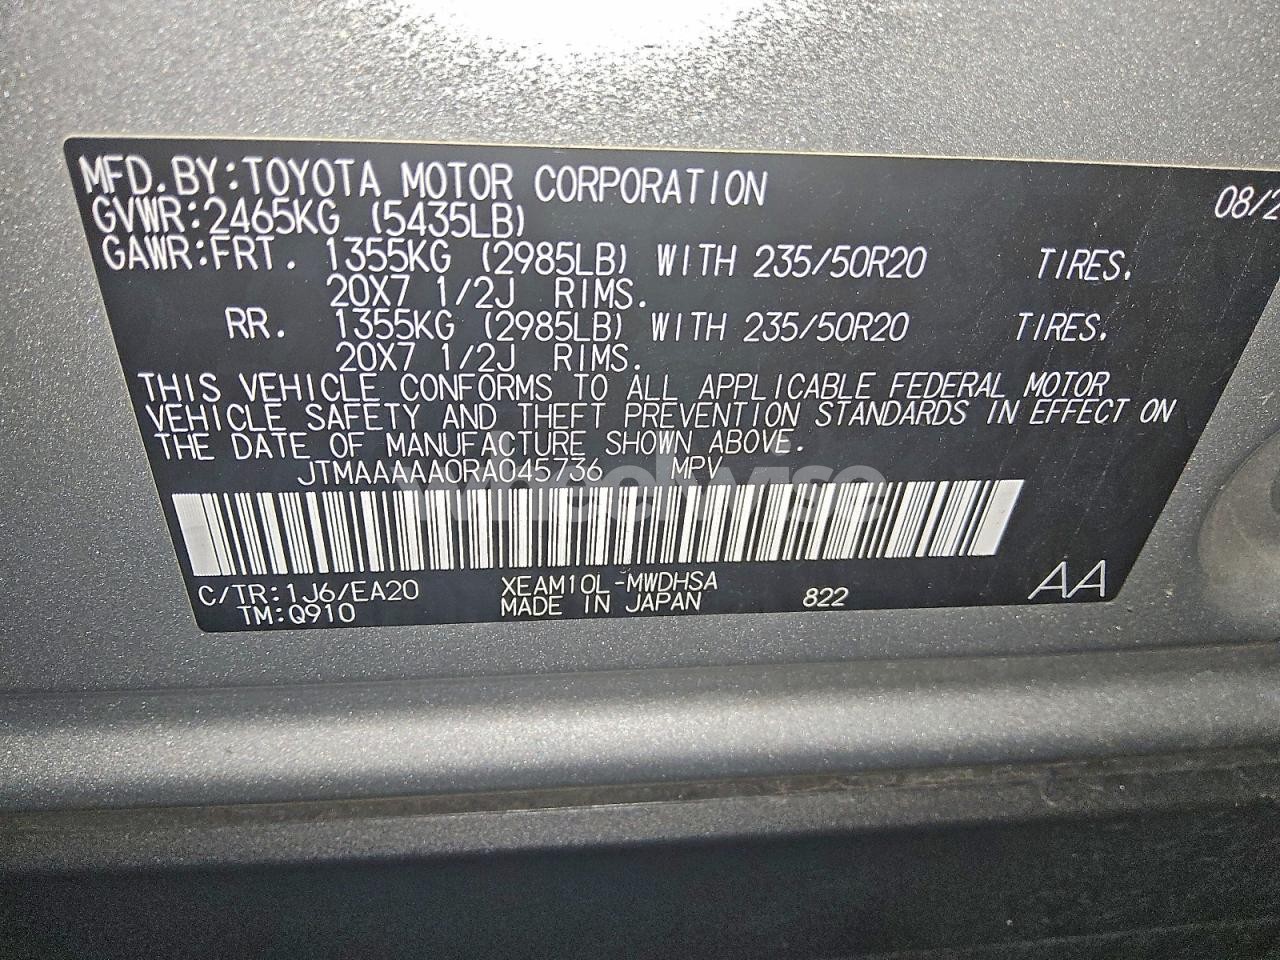 MFD.BY:TOYOTA MOTOR CORPORATION 08/2
GVWR:2465KG (5435LB)
GAWR:FRT. 1355KG (2985LB) WITH 235/50R20 TIRES.
20X7 1/2J RIMS.
RR. 1355KG (2985LB) WITH 235/50R20 TIRES.
20X7 1/2J RIMS.
THIS VEHICLE CONFORMS TO ALL APPLICABLE FEDERAL MOTOR
VEHICLE SAFETY AND THEFT PREVENTION STANDARDS IN EFFECT ON
THE DATE OF MANUFACTURE SHOWN ABOVE.
JTMAAAAAA0RA045736 MPV
wheelwise
C/TR:1J6/EA20 XEAM10L-MWDHSA AA
TM:Q910 MADE IN JAPAN 822